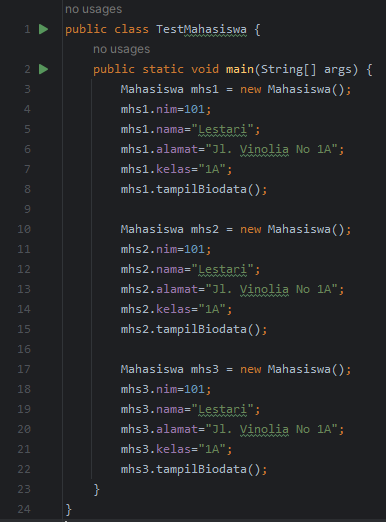 no usages
1 public class TestMahasiswa {
no usages
2 public static void main(String[] args) {
3 Mahasiswa mhs1 = new Mahasiswa();
4 mhs1.nim=101;
5 mhs1.nama="Lestari";
6 mhs1.alamat="Jl. Vinolia No 1A";
7 mhs1.kelas="1A";
8 mhs1.tampilBiodata();
9
10 Mahasiswa mhs2 = new Mahasiswa();
11 mhs2.nim=101;
12 mhs2.nama="Lestari";
13 mhs2.alamat="Jl. Vinolia No 1A";
14 mhs2.kelas="1A";
15 mhs2.tampilBiodata();
16
17 Mahasiswa mhs3 = new Mahasiswa();
18 mhs3.nim=101;
19 mhs3.nama="Lestari";
20 mhs3.alamat="Jl. Vinolia No 1A";
21 mhs3.kelas="1A";
22 mhs3.tampilBiodata();
23 }
24 }